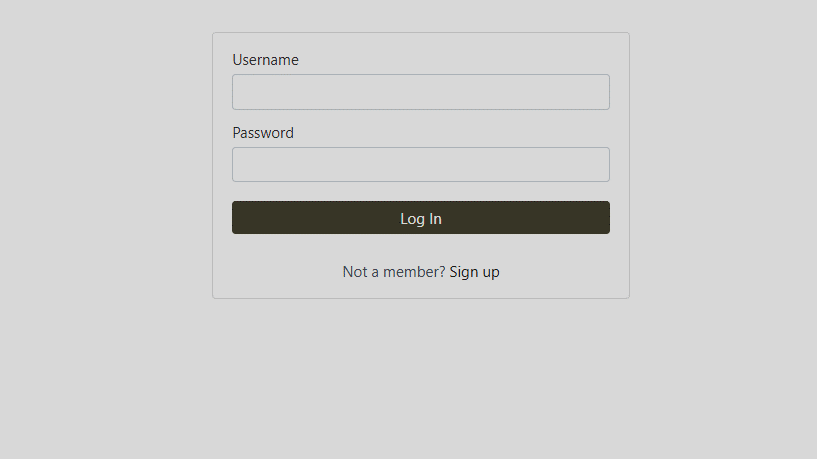 Username
Password
Log In
Not a member? Sign up